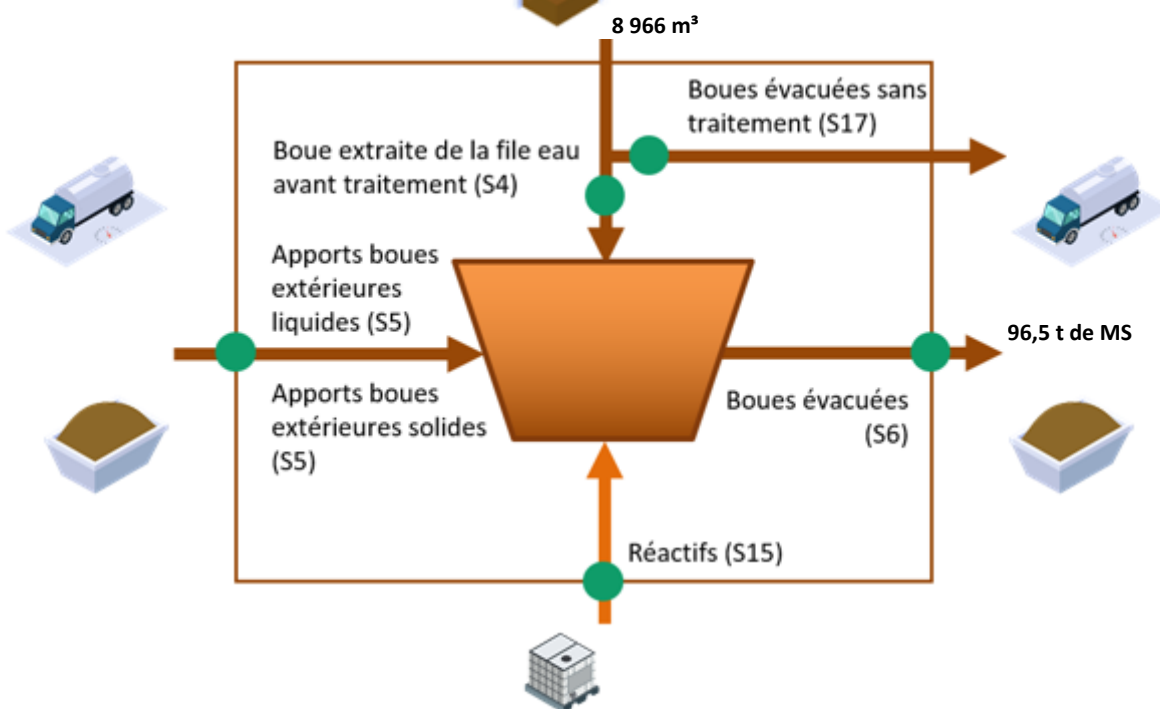 8 966 m³
Boues évacuées sans
traitement (S17)
Boue extraite de la file eau
avant traitement (S4)
Apports boues
extérieures
liquides (S5)
96,5 t de MS
Apports boues
extérieures solides
(S5)
Boues évacuées
(S6)
Réactifs (S15)